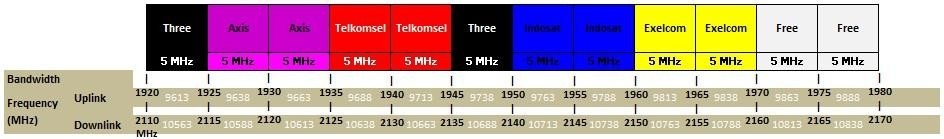 Three Axis Axis Telkomsel Telkomsel Three Indosat Indosat Exelcom Exelcom Free Free
5 MHz 5 MHz 5 MHz 5 MHz 5 MHz 5 MHz 5 MHz 5 MHz 5 MHz 5 MHz 5 MHz 5 MHz
Bandwidth
1920 1925 1930 1935 1940 1945 1950 1955 1960 1965 1970 1975 1980
Frequency (MHz)
Uplink 9613 9638 9663 9688 9713 9738 9763 9788 9813 9838 9863 9888
2110 MHz 2115 2120 2125 2130 2135 2140 2145 2150 2155 2160 2165 2170
Downlink 10563 10588 10613 10638 10663 10688 10713 10738 10763 10788 10813 10838